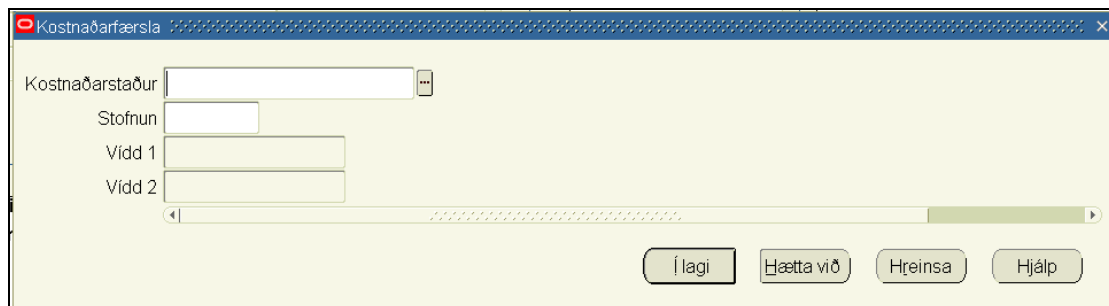 Kostnaðarfærsla
Kostnaðarstaður
Stofnun
Vídd 1
Vídd 2
Í lagi Hætta við Hreinsa Hjálp